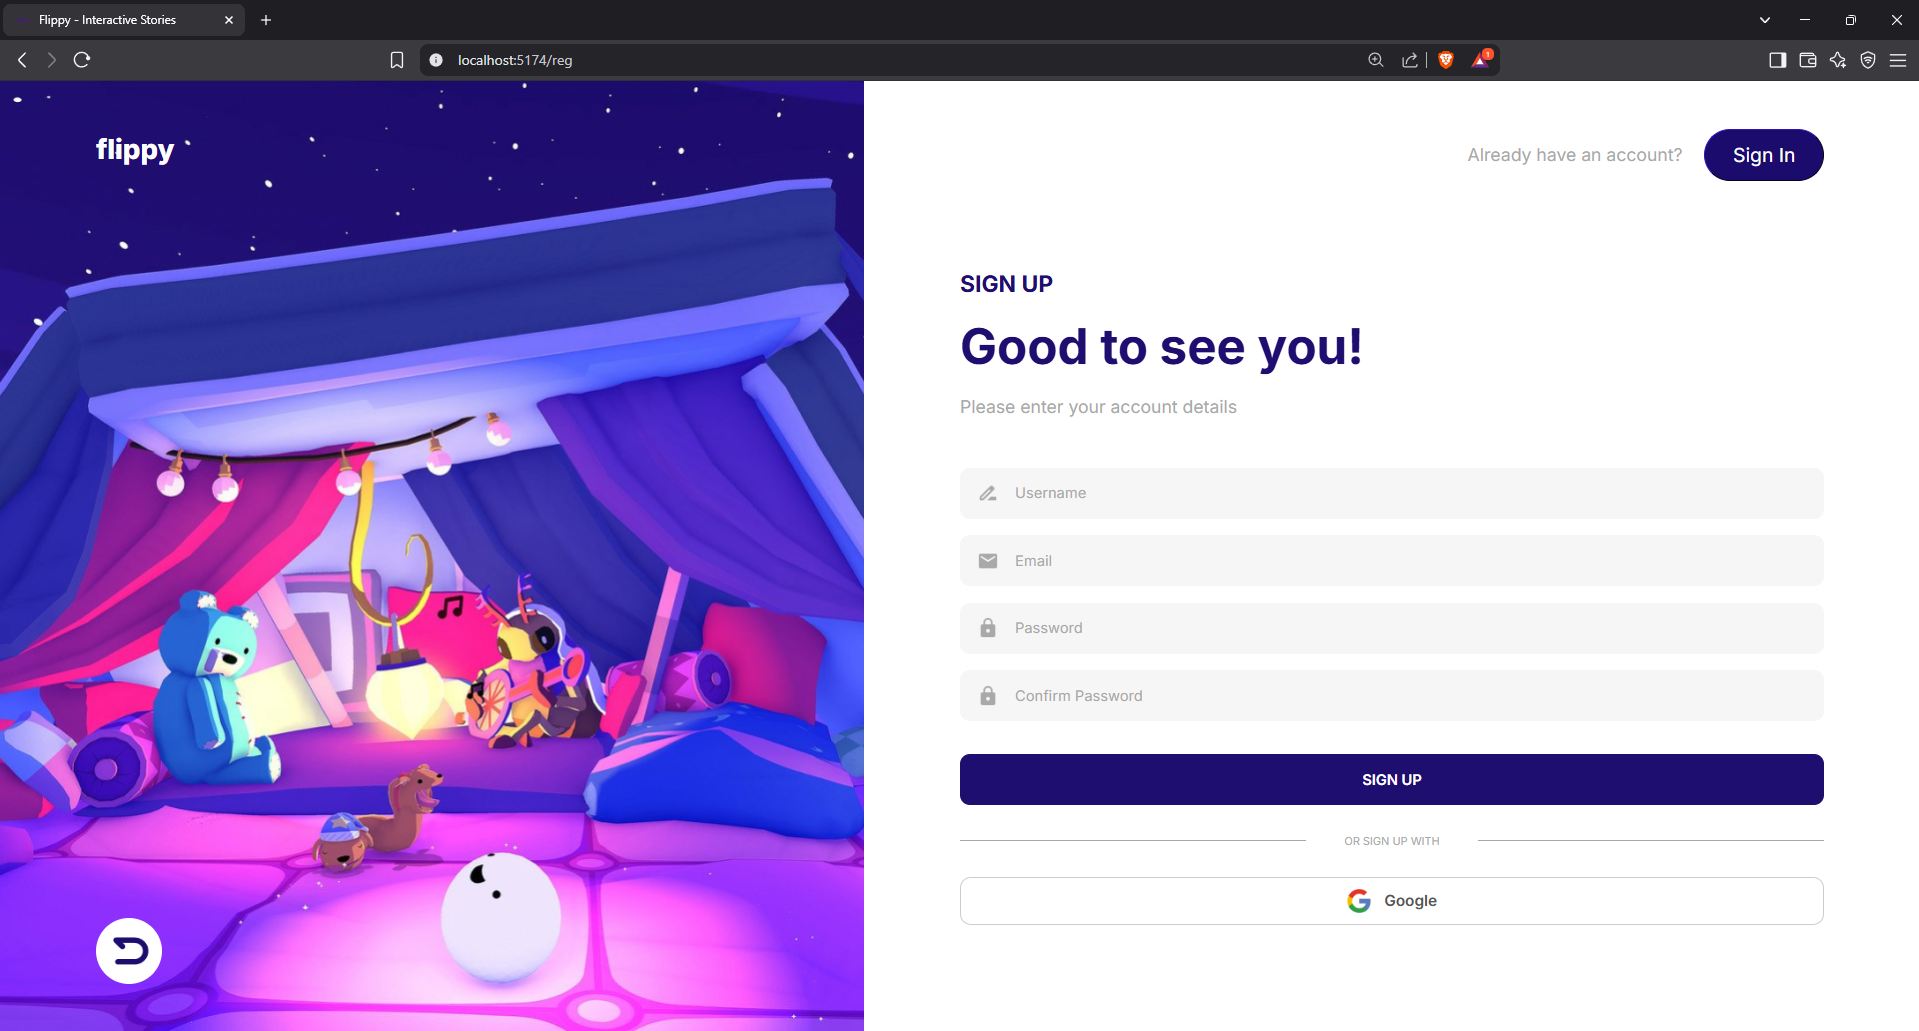 Flippy - Interactive Stories
localhost:5174/reg
1
flippy
Already have an account?
Sign In
SIGN UP
Good to see you!
Please enter your account details
Username
Email
Password
Confirm Password
SIGN UP
OR SIGN UP WITH
Google